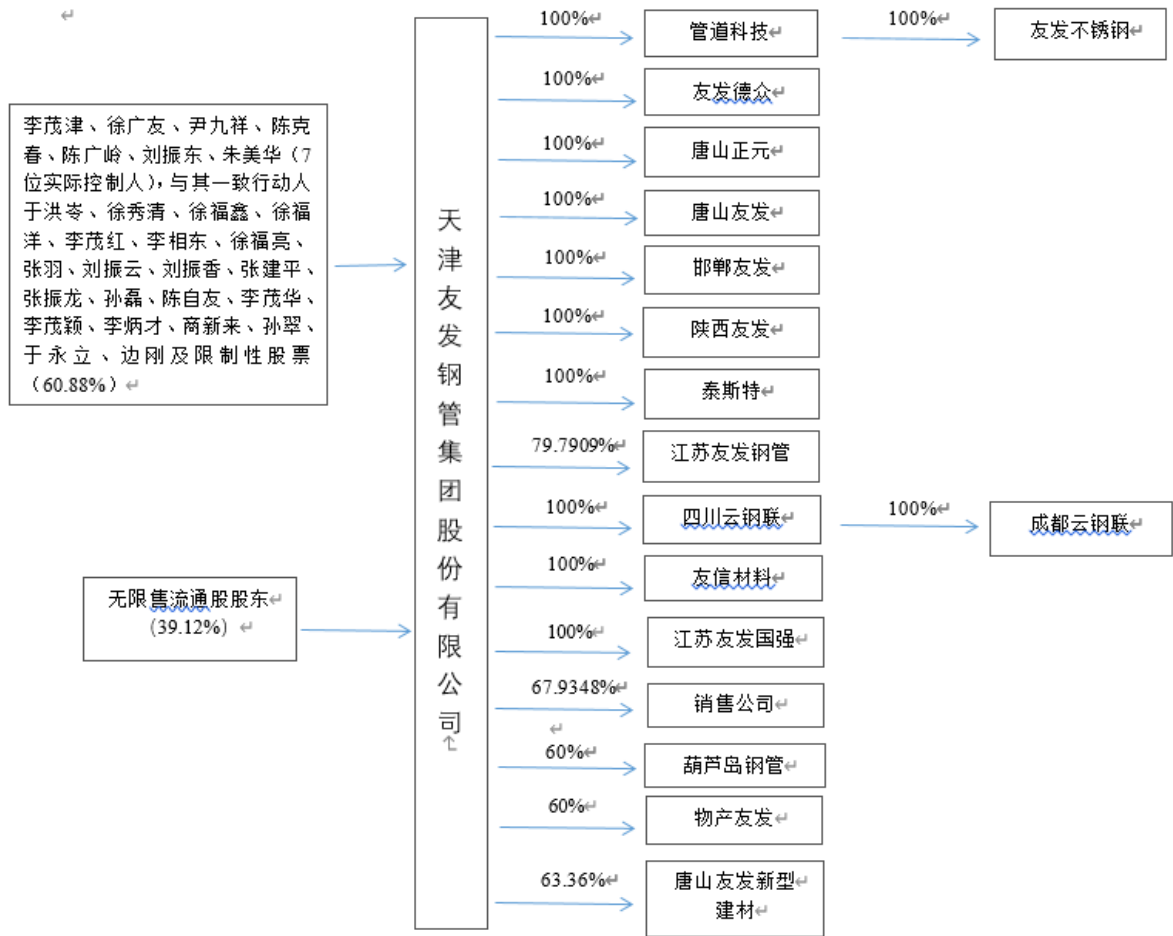 100%
管道科技
100%
友发不锈钢
100%
友发德众
李茂津、徐广友、尹九祥、陈克
春、陈广岭、刘振东、朱美华（7
位实际控制人），与其一致行动人
于洪岺、徐秀清、徐福鑫、徐福
洋、李茂红、李相东、徐福亮、
张羽、刘振云、刘振香、张建平、
张振龙、孙磊、陈自友、李茂华、
李茂颖、李炳才、商新来、孙翠、
于永立、边刚及限制性股票
（60.88%）
无限售流通股股东
(39.12%)
天津友发钢管集团股份有限公司
100%
唐山正元
100%
唐山友发
100%
邯郸友发
100%
陕西友发
100%
泰斯特
79.7909%
江苏友发钢管
100%
四川云钢联
100%
成都云钢联
100%
友信材料
100%
江苏友发国强
67.9348%
销售公司
60%
葫芦岛钢管
60%
物产友发
63.36%
唐山友发新型
建材